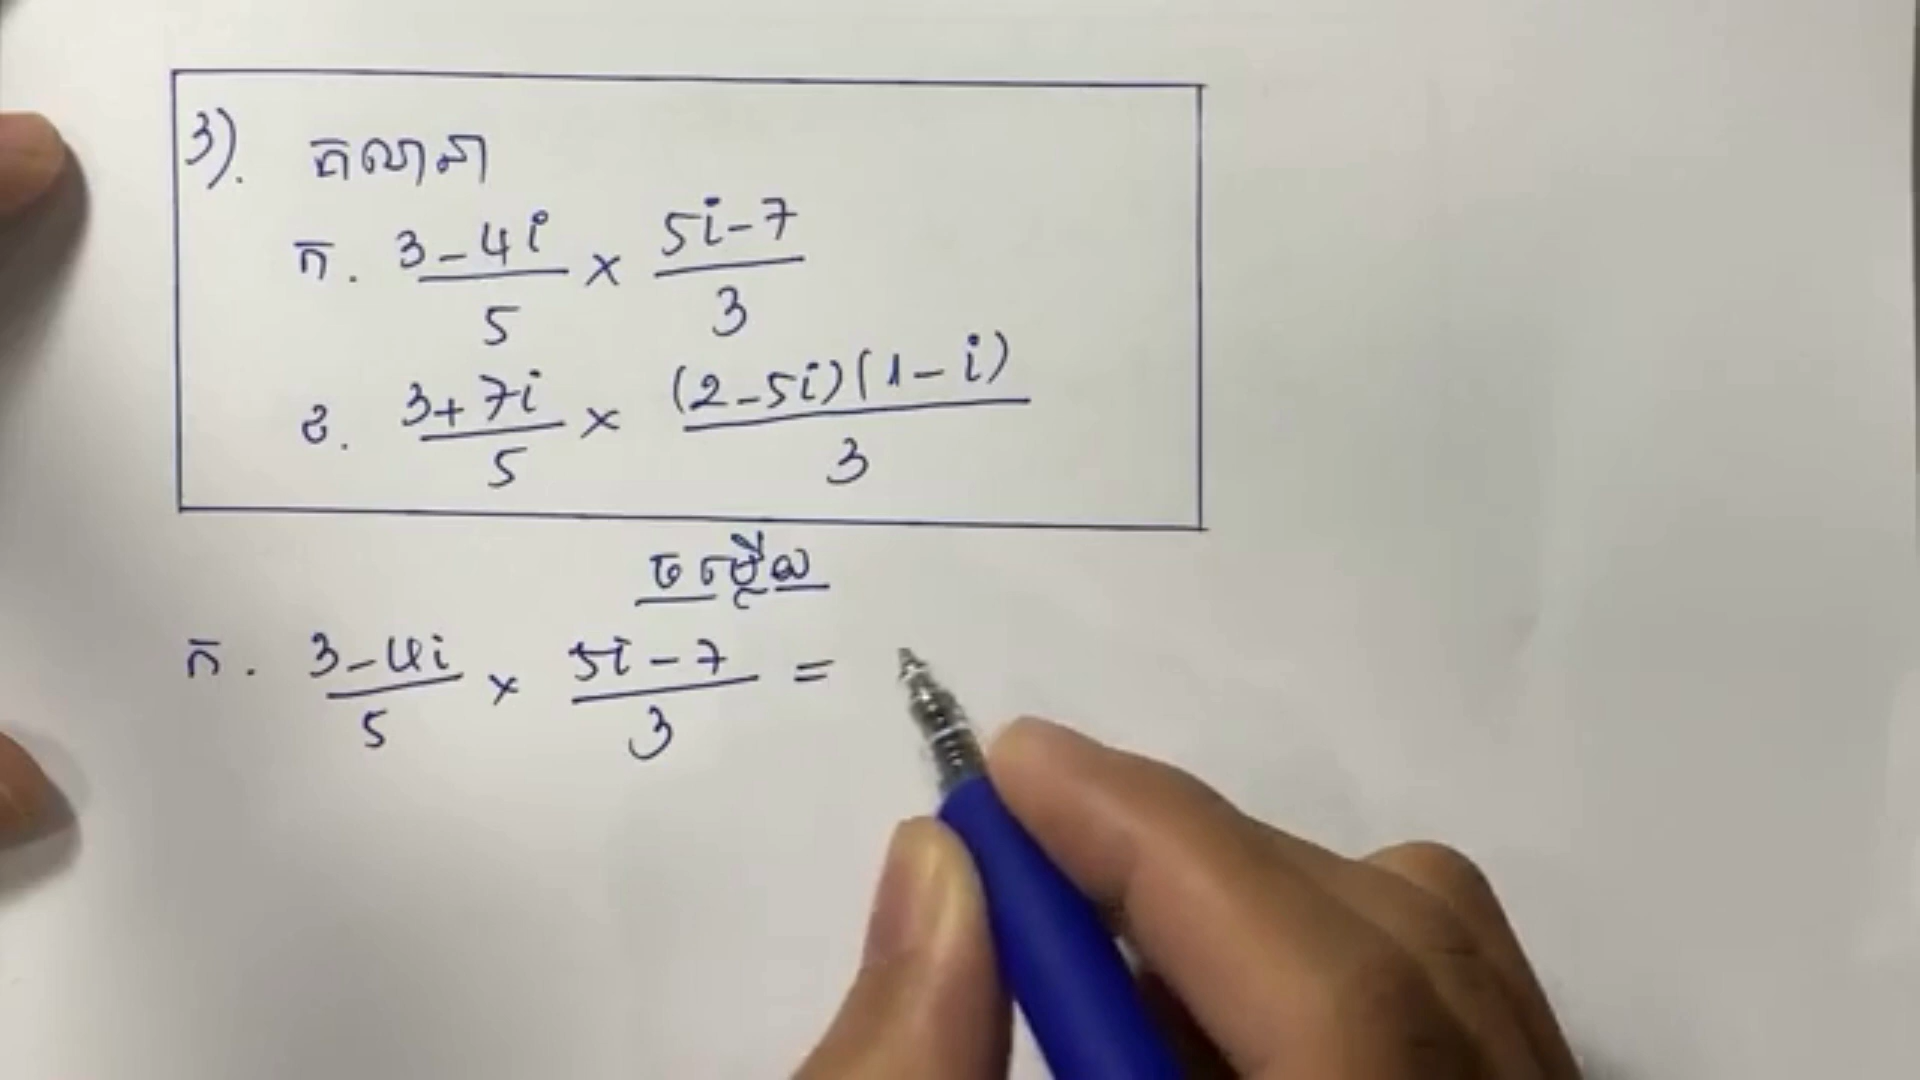 3). គណនា
ក. 3-4i/5 × 5i-7/3
ខ. 3+7i/5 × (2-5i)(1-i)/3
ចម្លើយ
ក. 3-4i/5 × 5i-7/3 =